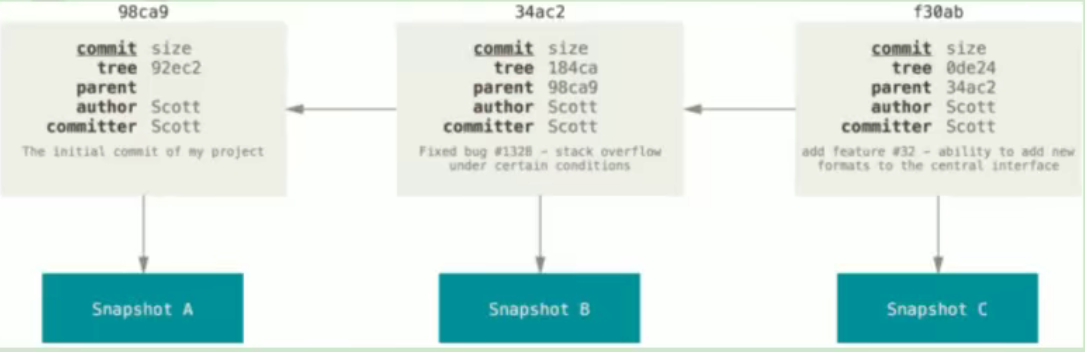 98ca9
commit size
tree 92ec2
parent
author Scott
committer Scott
The initial commit of my project
Snapshot A
34ac2
commit size
tree 184ca
parent 98ca9
author Scott
committer Scott
Fixed bug #1328 – stack overflow
under certain conditions
Snapshot B
f30ab
commit size
tree 0de24
parent 34ac2
author Scott
committer Scott
add feature #32 – ability to add new
formats to the central interface
Snapshot C